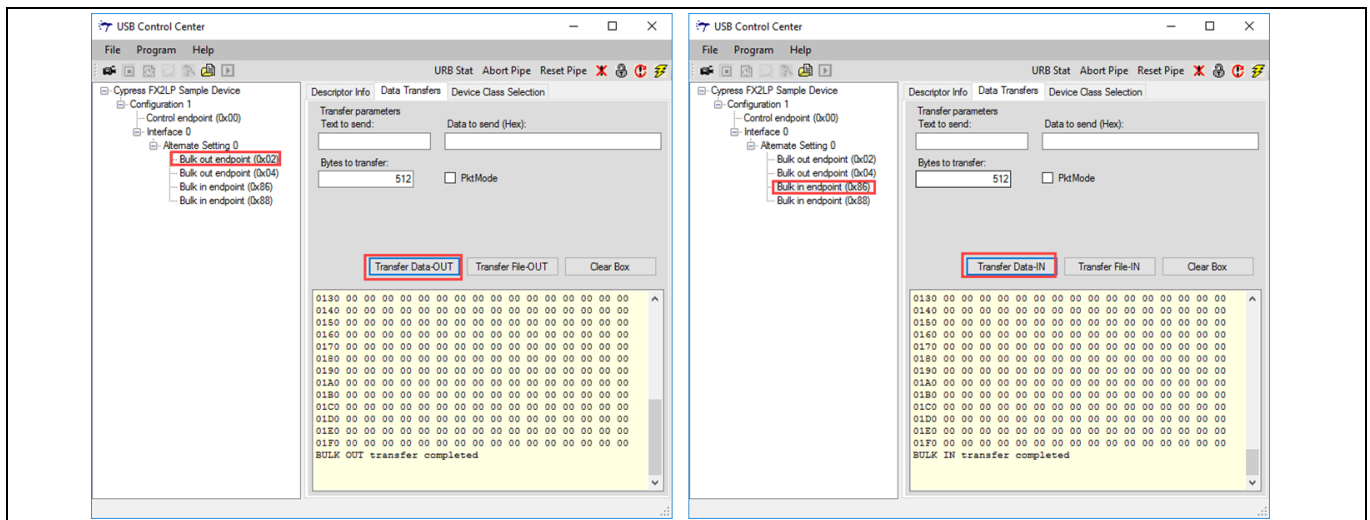 USB Control Center
File Program Help
URB Stat Abort Pipe Reset Pipe
Cypress FX2LP Sample Device
Configuration 1
Control endpoint (0x00)
Interface 0
Alternate Setting 0
Bulk out endpoint (0x02)
Bulk out endpoint (0x04)
Bulk in endpoint (0x86)
Bulk in endpoint (0x88)
Descriptor Info Data Transfers Device Class Selection
Transfer parameters
Text to send: Data to send (Hex):
Bytes to transfer:
512 PktMode
Transfer Data-OUT Transfer File-OUT Clear Box
0130 00 00 00 00 00 00 00 00 00 00 00 00 00 00 00 00
0140 00 00 00 00 00 00 00 00 00 00 00 00 00 00 00 00
0150 00 00 00 00 00 00 00 00 00 00 00 00 00 00 00 00
0160 00 00 00 00 00 00 00 00 00 00 00 00 00 00 00 00
0170 00 00 00 00 00 00 00 00 00 00 00 00 00 00 00 00
0180 00 00 00 00 00 00 00 00 00 00 00 00 00 00 00 00
0190 00 00 00 00 00 00 00 00 00 00 00 00 00 00 00 00
01A0 00 00 00 00 00 00 00 00 00 00 00 00 00 00 00 00
01B0 00 00 00 00 00 00 00 00 00 00 00 00 00 00 00 00
01C0 00 00 00 00 00 00 00 00 00 00 00 00 00 00 00 00
01D0 00 00 00 00 00 00 00 00 00 00 00 00 00 00 00 00
01E0 00 00 00 00 00 00 00 00 00 00 00 00 00 00 00 00
01F0 00 00 00 00 00 00 00 00 00 00 00 00 00 00 00 00
BULK OUT transfer completed
USB Control Center
File Program Help
URB Stat Abort Pipe Reset Pipe
Cypress FX2LP Sample Device
Configuration 1
Control endpoint (0x00)
Interface 0
Alternate Setting 0
Bulk out endpoint (0x02)
Bulk out endpoint (0x04)
Bulk in endpoint (0x86)
Bulk in endpoint (0x88)
Descriptor Info Data Transfers Device Class Selection
Transfer parameters
Text to send: Data to send (Hex):
Bytes to transfer:
512 PktMode
Transfer Data-IN Transfer File-IN Clear Box
0130 00 00 00 00 00 00 00 00 00 00 00 00 00 00 00 00
0140 00 00 00 00 00 00 00 00 00 00 00 00 00 00 00 00
0150 00 00 00 00 00 00 00 00 00 00 00 00 00 00 00 00
0160 00 00 00 00 00 00 00 00 00 00 00 00 00 00 00 00
0170 00 00 00 00 00 00 00 00 00 00 00 00 00 00 00 00
0180 00 00 00 00 00 00 00 00 00 00 00 00 00 00 00 00
0190 00 00 00 00 00 00 00 00 00 00 00 00 00 00 00 00
01A0 00 00 00 00 00 00 00 00 00 00 00 00 00 00 00 00
01B0 00 00 00 00 00 00 00 00 00 00 00 00 00 00 00 00
01C0 00 00 00 00 00 00 00 00 00 00 00 00 00 00 00 00
01D0 00 00 00 00 00 00 00 00 00 00 00 00 00 00 00 00
01E0 00 00 00 00 00 00 00 00 00 00 00 00 00 00 00 00
01F0 00 00 00 00 00 00 00 00 00 00 00 00 00 00 00 00
BULK IN transfer completed